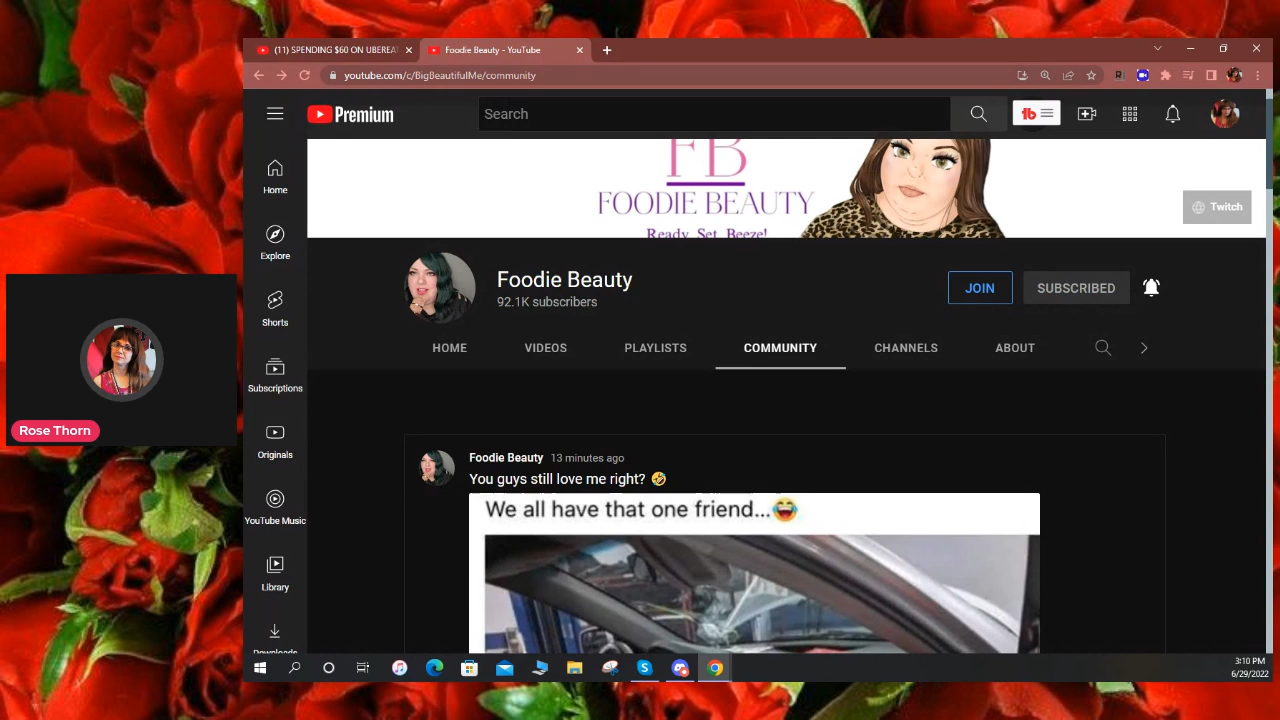 (11) SPENDING $60 ON UBEREA
Foodie Beauty - YouTube
youtube.com/c/BigBeautifulMe/community
Premium
Search
tb
Home
Explore
Shorts
Subscriptions
Originals
YouTube Music
Library
Downloads
FB
FOODIE BEAUTY
Ready. Set. Beeze!
Twitch
Foodie Beauty
92.1K subscribers
JOIN
SUBSCRIBED
HOME
VIDEOS
PLAYLISTS
COMMUNITY
CHANNELS
ABOUT
Rose Thorn
Foodie Beauty 13 minutes ago
You guys still love me right? 🤣
We all have that one friend...😂
3:10 PM
6/29/2022